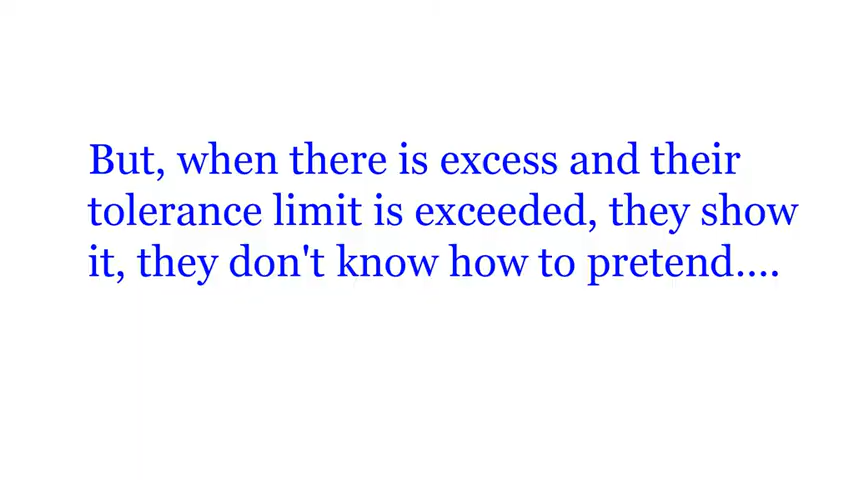 But, when there is excess and their
tolerance limit is exceeded, they show
it, they don't know how to pretend....